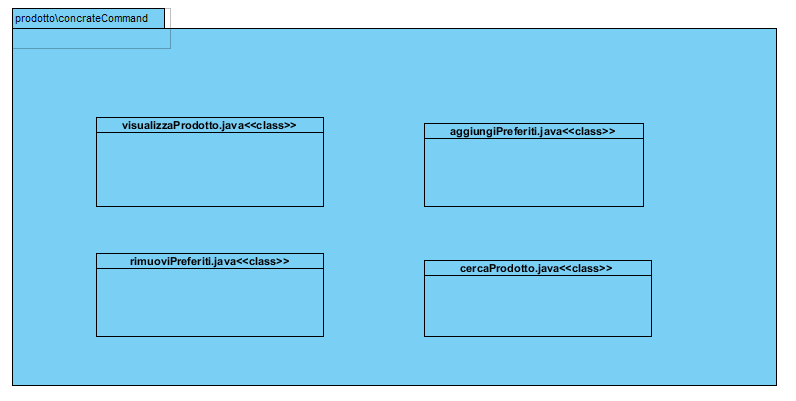 prodotto\concrateCommand
visualizzaProdotto.java<<class>>
aggiungiPreferiti.java<<class>>
rimuoviPreferiti.java<<class>>
cercaProdotto.java<<class>>